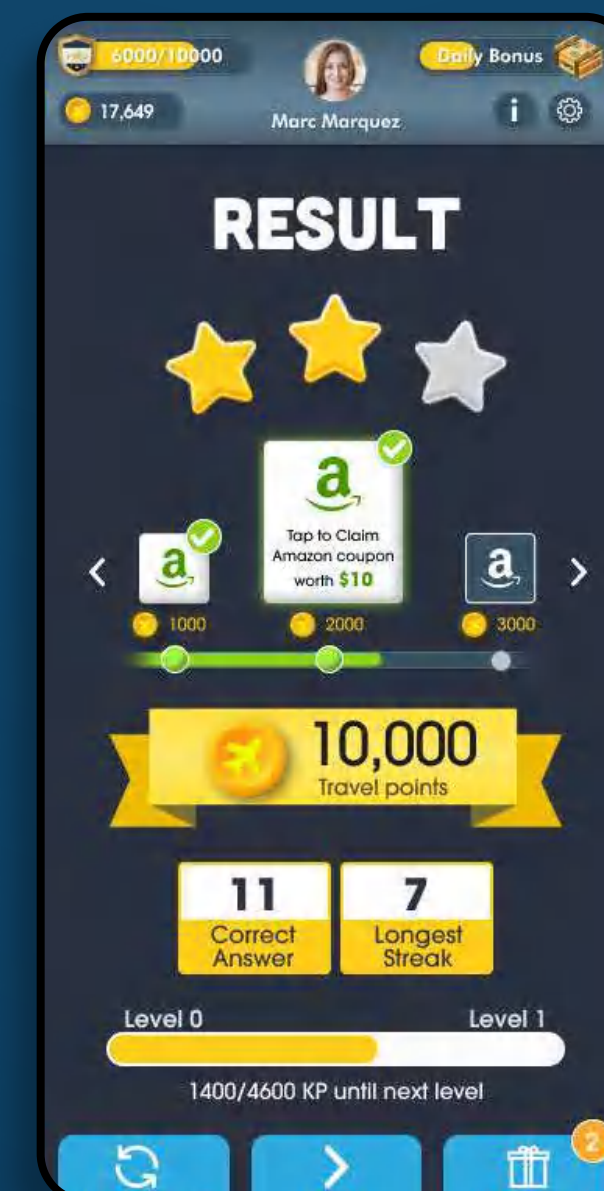 6000/10000
Daily Bonus
17,649
Marc Marquez
i
RESULT
a
a
Tap to Claim
Amazon coupon
worth $10
a
1000
2000
3000
10,000
Travel points
11
Correct
Answer
7
Longest
Streak
Level 0
Level 1
1400/4600 KP until next level
2